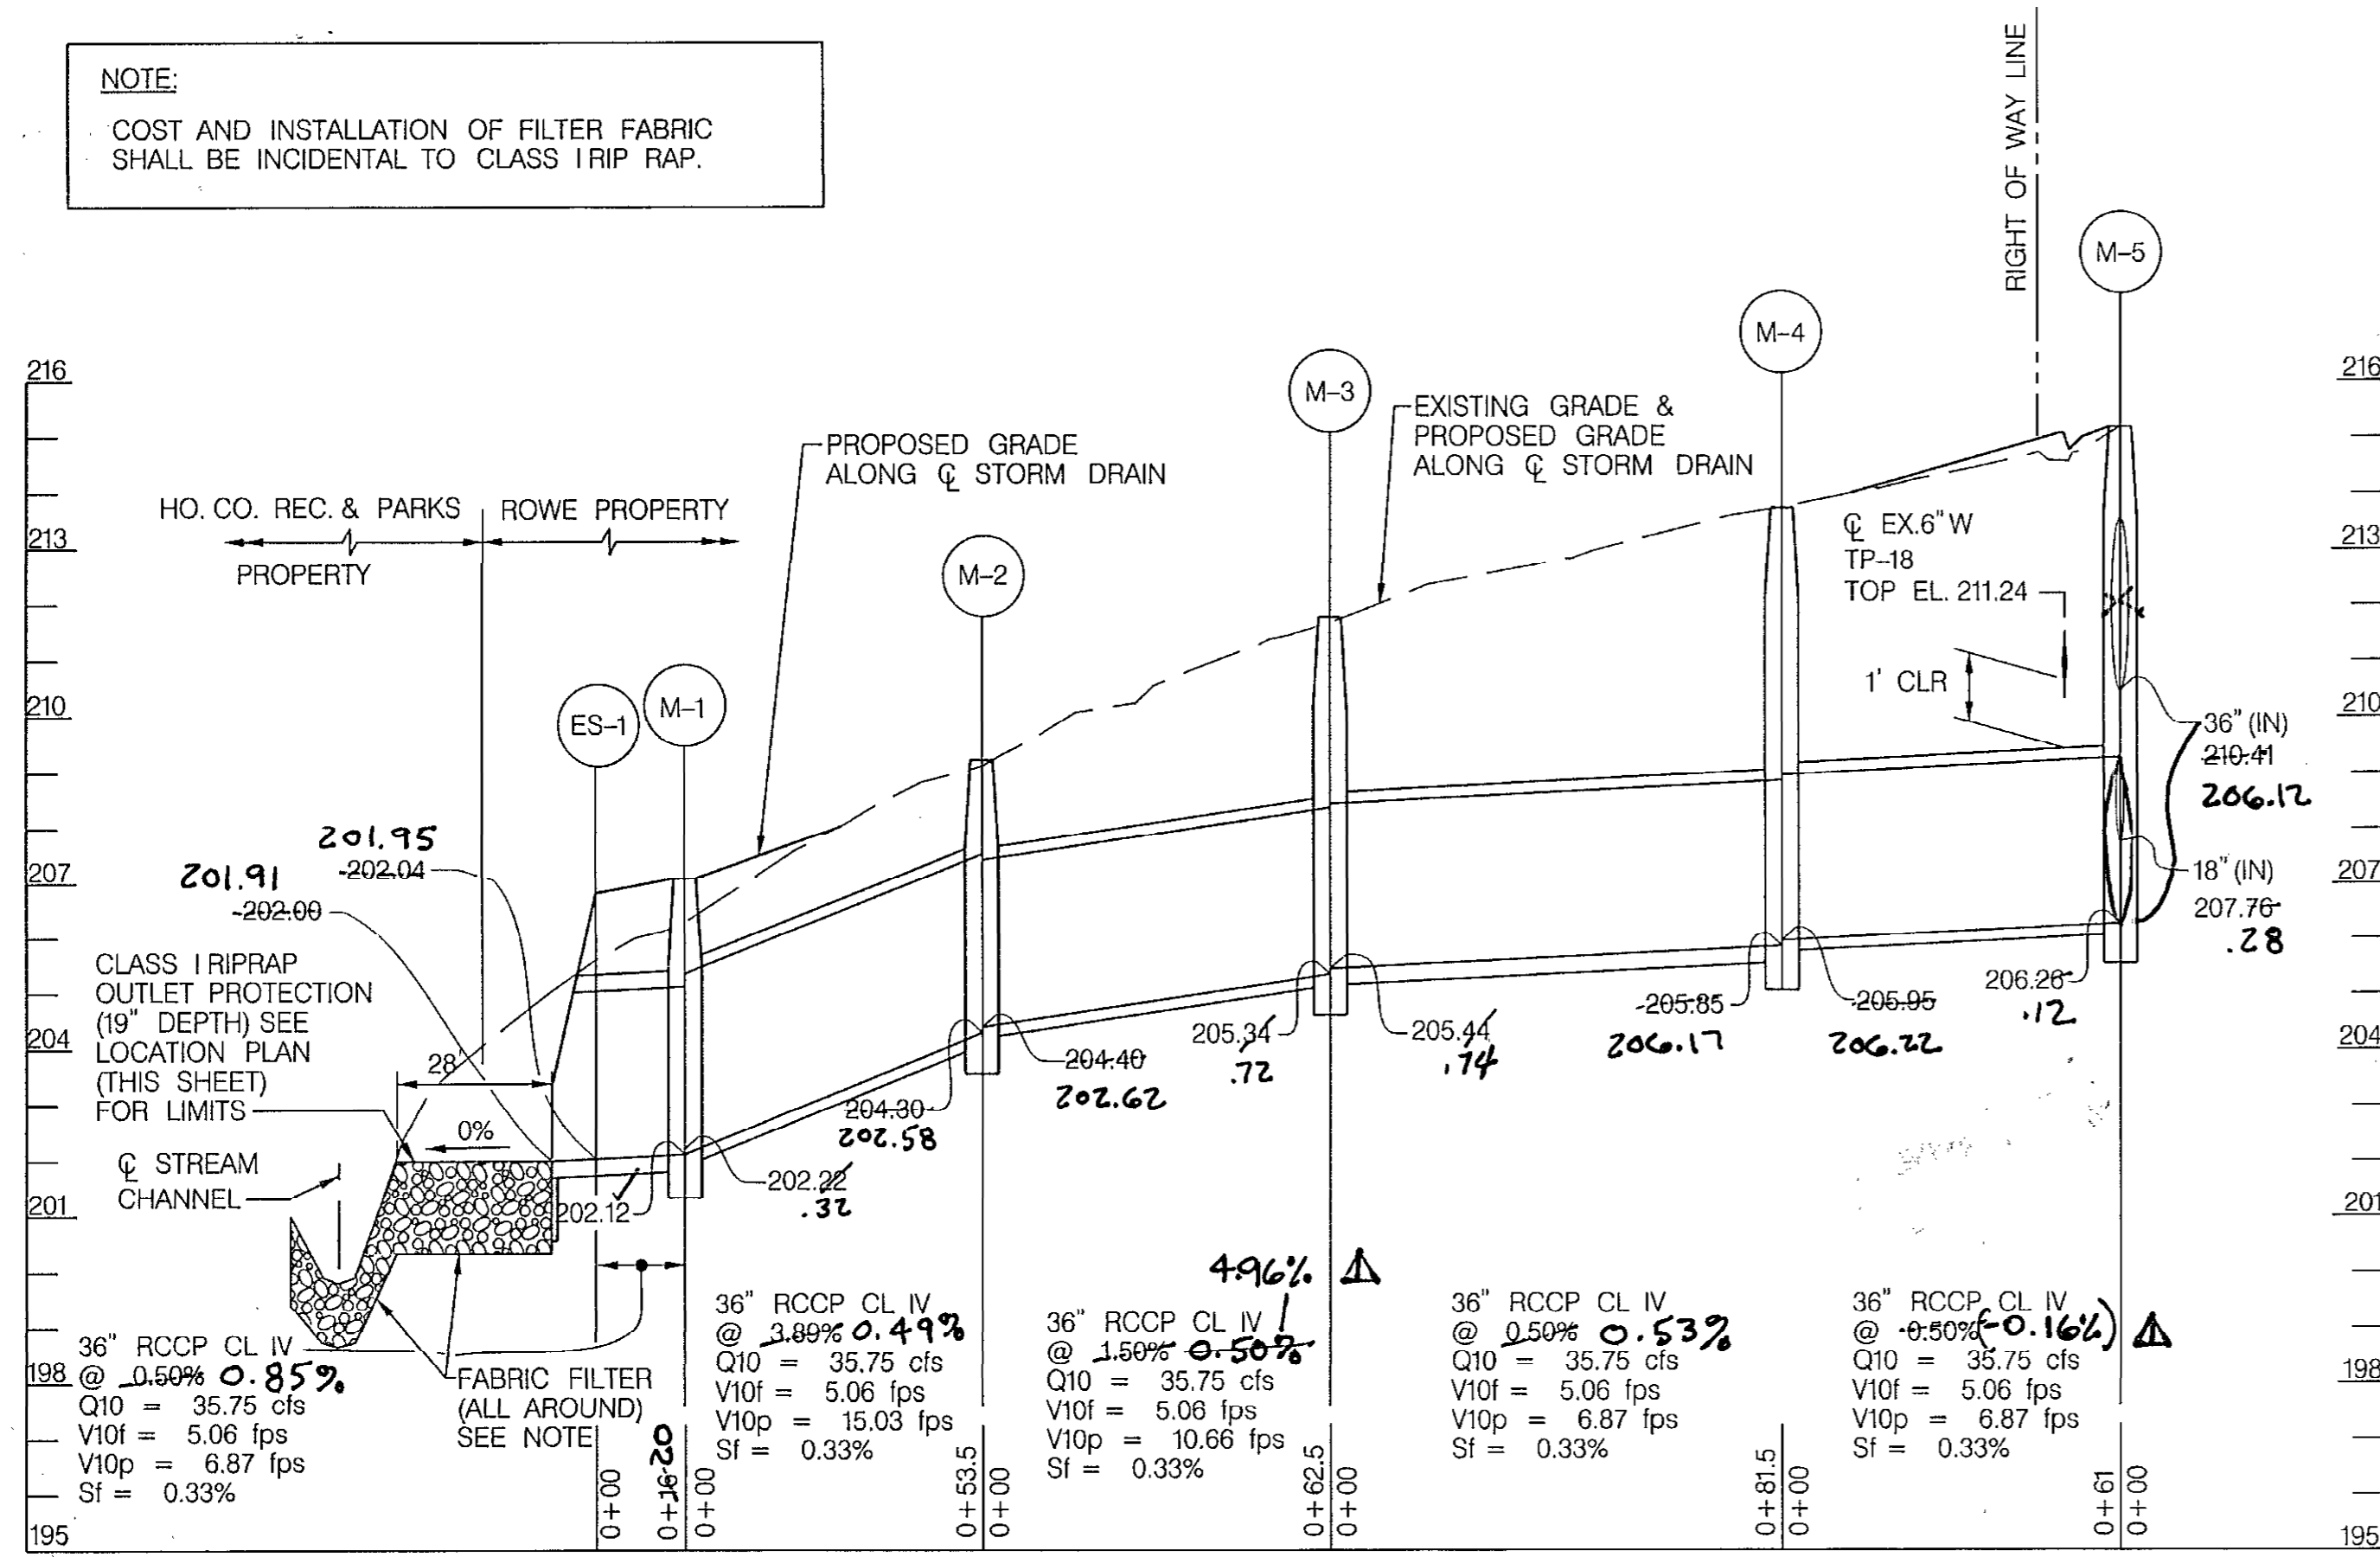 NOTE:
COST AND INSTALLATION OF FILTER FABRIC
SHALL BE INCIDENTAL TO CLASS I RIP RAP.
RIGHT OF WAY LINE
M-5
M-4
M-3
M-2
M-1
ES-1
216
213
210
207
204
201
198
195
216
213
210
207
204
201
198
195
EXISTING GRADE &
PROPOSED GRADE
ALONG ℄ STORM DRAIN
PROPOSED GRADE
ALONG ℄ STORM DRAIN
HO. CO. REC. & PARKS
PROPERTY
ROWE PROPERTY
℄ EX. 6" W
TP-18
TOP EL. 211.24
1' CLR
36" (IN)
210.41
206.12
18" (IN)
207.76
.28
201.95
202.04
201.91
202.00
CLASS I RIPRAP
OUTLET PROTECTION
(19" DEPTH) SEE
LOCATION PLAN
(THIS SHEET)
FOR LIMITS
28'
0%
℄ STREAM
CHANNEL
202.12
202.22
.32
204.30
202.58
204.40
202.62
205.34
.72
205.44
.74
205.85
206.17
205.95
206.22
206.26
.12
36" RCCP CL IV
@ 0.50% 0.85%
Q10 = 35.75 cfs
V10f = 5.06 fps
V10p = 6.87 fps
Sf = 0.33%
FABRIC FILTER
(ALL AROUND)
SEE NOTE
36" RCCP CL IV
@ 3.89% 0.49%
Q10 = 35.75 cfs
V10f = 5.06 fps
V10p = 15.03 fps
Sf = 0.33%
4.96%
36" RCCP CL IV
@ 1.50% 0.50%
Q10 = 35.75 cfs
V10f = 5.06 fps
V10p = 10.66 fps
Sf = 0.33%
36" RCCP CL IV
@ 0.50% 0.53%
Q10 = 35.75 cfs
V10f = 5.06 fps
V10p = 6.87 fps
Sf = 0.33%
36" RCCP CL IV
@ 0.50% (-0.16%)
Q10 = 35.75 cfs
V10f = 5.06 fps
V10p = 6.87 fps
Sf = 0.33%
0+00
20
0+00
0+53.5
0+00
0+62.5
0+00
0+81.5
0+00
0+61
0+00